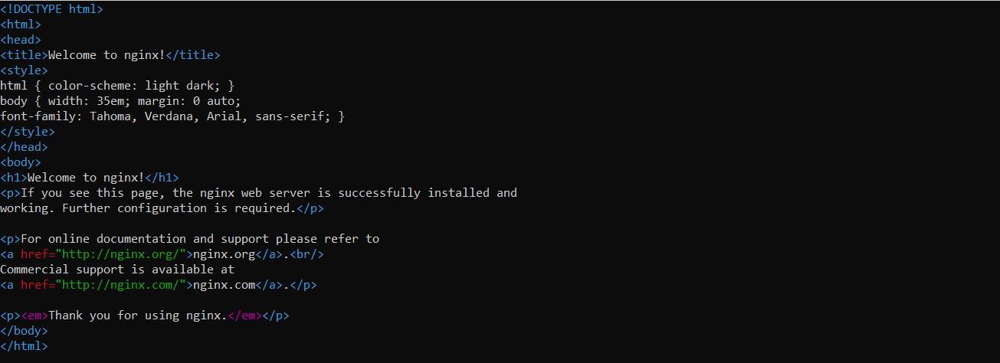 <!DOCTYPE html>
<html>
<head>
<title>Welcome to nginx!</title>
<style>
html { color-scheme: light dark; }
body { width: 35em; margin: 0 auto;
font-family: Tahoma, Verdana, Arial, sans-serif; }
</style>
</head>
<body>
<h1>Welcome to nginx!</h1>
<p>If you see this page, the nginx web server is successfully installed and
working. Further configuration is required.</p>

<p>For online documentation and support please refer to
<a href="http://nginx.org/">nginx.org</a>.<br/>
Commercial support is available at
<a href="http://nginx.com/">nginx.com</a>.</p>

<p><em>Thank you for using nginx.</em></p>
</body>
</html>